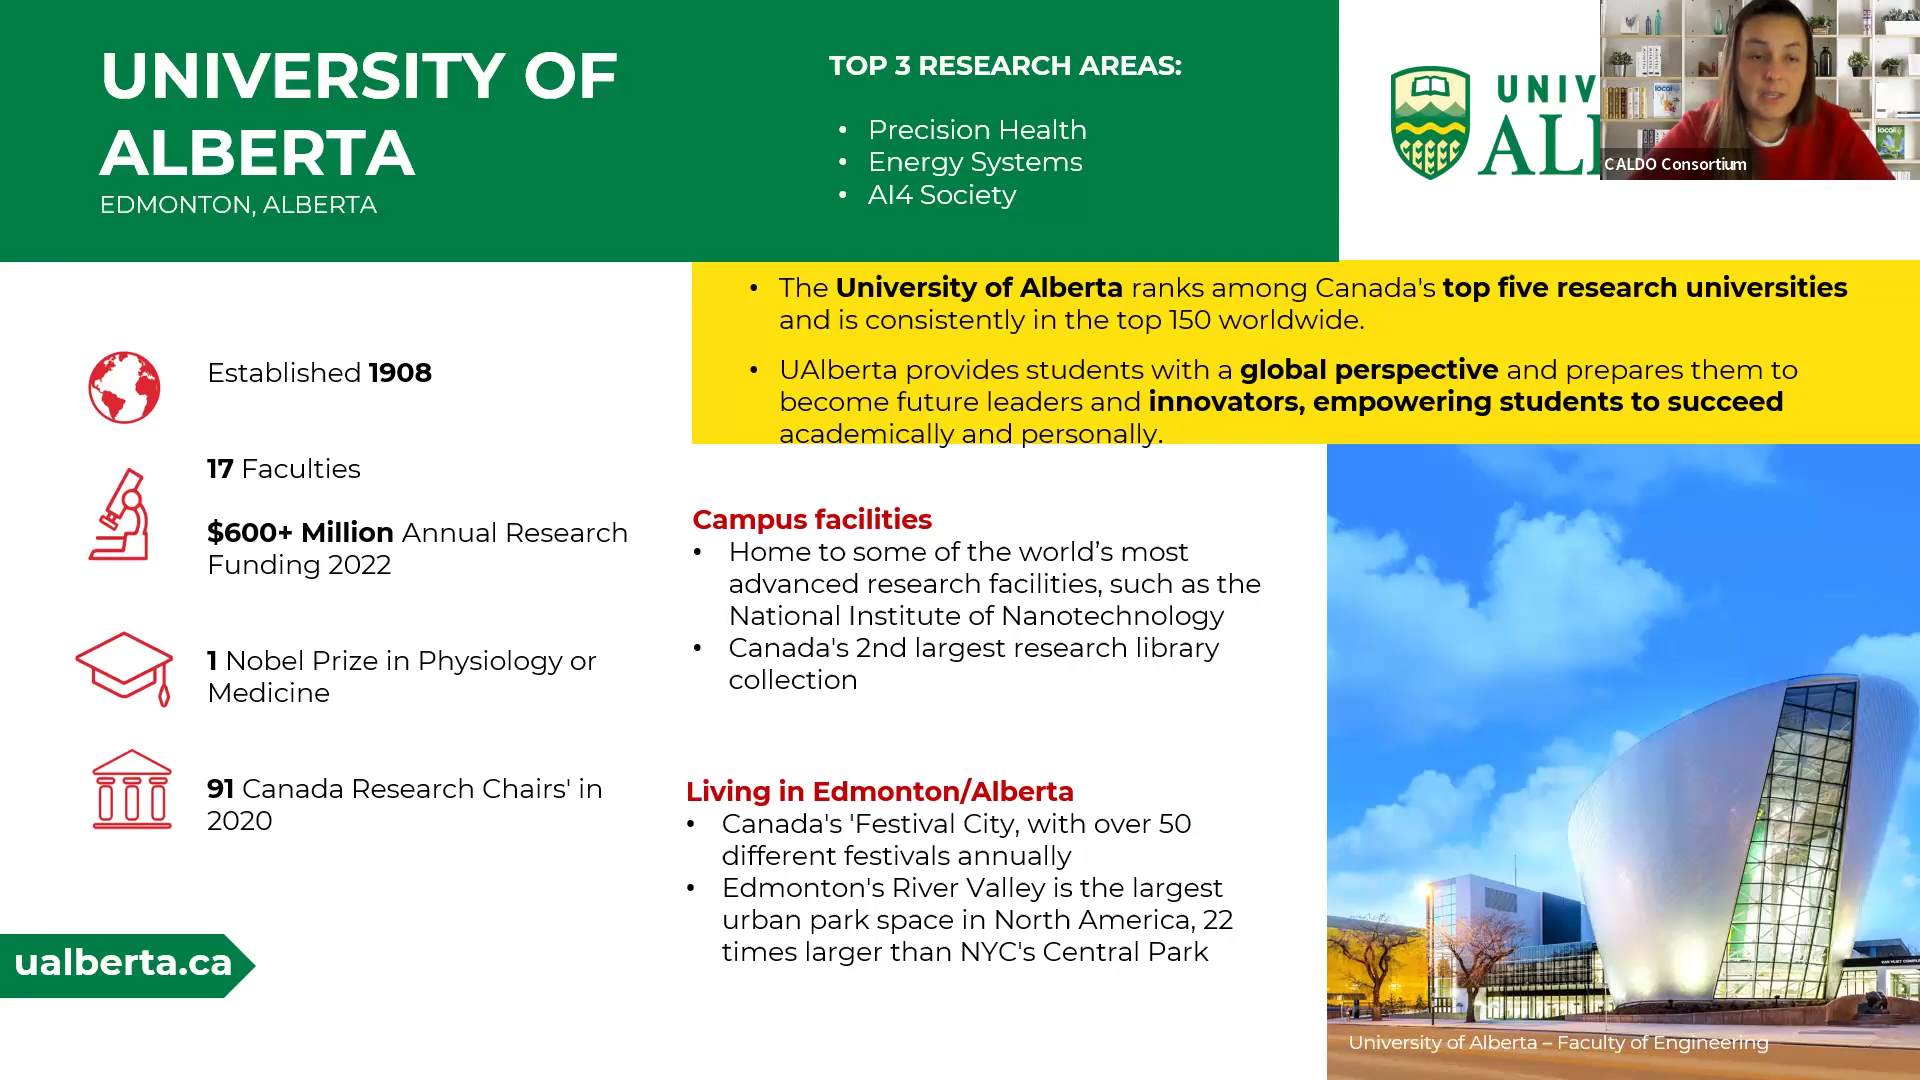 UNIVERSITY OF
ALBERTA
EDMONTON, ALBERTA
TOP 3 RESEARCH AREAS:
• Precision Health
• Energy Systems
• AI4 Society
UNIV
CALDO Consortium
• The University of Alberta ranks among Canada's top five research universities
and is consistently in the top 150 worldwide.
• UAlberta provides students with a global perspective and prepares them to
become future leaders and innovators, empowering students to succeed
academically and personally.
Established 1908
17 Faculties
$600+ Million Annual Research
Funding 2022
1 Nobel Prize in Physiology or
Medicine
91 Canada Research Chairs' in
2020
ualberta.ca
Campus facilities
• Home to some of the world’s most
advanced research facilities, such as the
National Institute of Nanotechnology
• Canada's 2nd largest research library
collection
Living in Edmonton/Alberta
• Canada's 'Festival City, with over 50
different festivals annually
• Edmonton's River Valley is the largest
urban park space in North America, 22
times larger than NYC's Central Park
University of Alberta – Faculty of Engineering